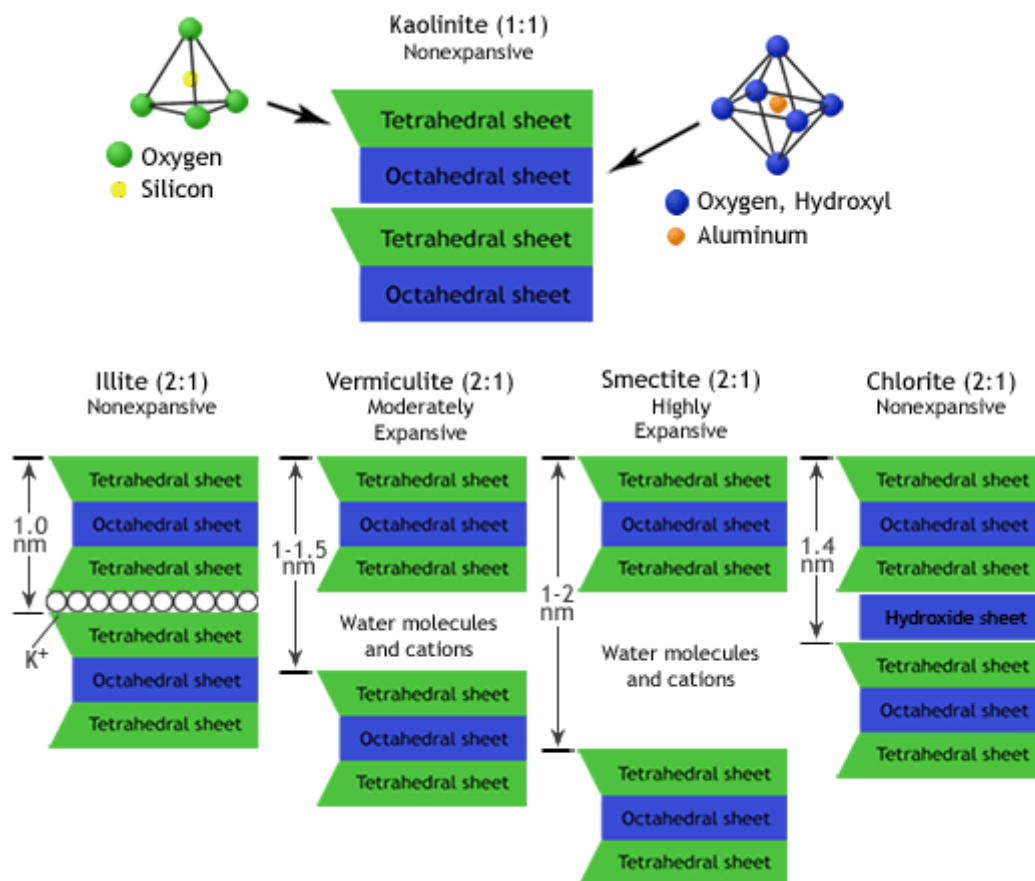 Kaolinite (1:1)
Nonexpansive
Oxygen
Silicon
Tetrahedral sheet
Octahedral sheet
Tetrahedral sheet
Octahedral sheet
Oxygen, Hydroxyl
Aluminum
Illite (2:1)
Nonexpansive
1.0
nm
Tetrahedral sheet
Octahedral sheet
Tetrahedral sheet
K⁺
Tetrahedral sheet
Octahedral sheet
Tetrahedral sheet
Vermiculite (2:1)
Moderately
Expansive
1-1.5
nm
Tetrahedral sheet
Octahedral sheet
Tetrahedral sheet
Water molecules
and cations
Tetrahedral sheet
Octahedral sheet
Tetrahedral sheet
Smectite (2:1)
Highly
Expansive
1-2
nm
Tetrahedral sheet
Octahedral sheet
Tetrahedral sheet
Water molecules
and cations
Tetrahedral sheet
Octahedral sheet
Tetrahedral sheet
Chlorite (2:1)
Nonexpansive
1.4
nm
Tetrahedral sheet
Octahedral sheet
Tetrahedral sheet
Hydroxide sheet
Tetrahedral sheet
Octahedral sheet
Tetrahedral sheet